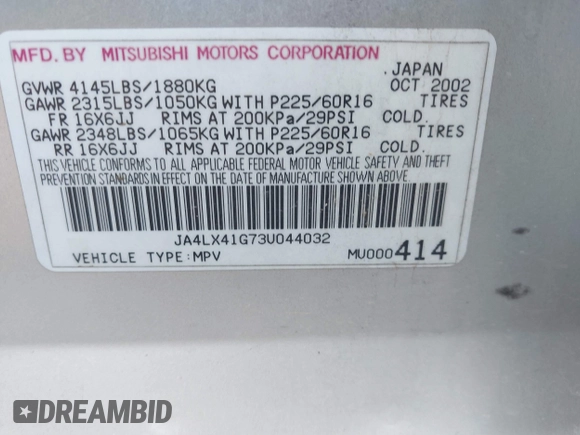 MFD. BY MITSUBISHI MOTORS CORPORATION
. JAPAN
GVWR 4145LBS/1880KG OCT 2002
GAWR 2315LBS/1050KG WITH P225/60R16 TIRES
FR 16X6JJ RIMS AT 200KPa/29PSI COLD.
GAWR 2348LBS/1065KG WITH P225/60R16 TIRES
RR 16X6JJ RIMS AT 200KPa/29PSI COLD.
THIS VEHICLE CONFORMS TO ALL APPLICABLE FEDERAL MOTOR VEHICLE SAFETY AND THEFT
PREVENTION STANDARDS IN EFFECT ON THE DATE OF MANUFACTURE SHOWN ABOVE.
JA4LX41G73U044032
VEHICLE TYPE:MPV MU000414
DREAMBID